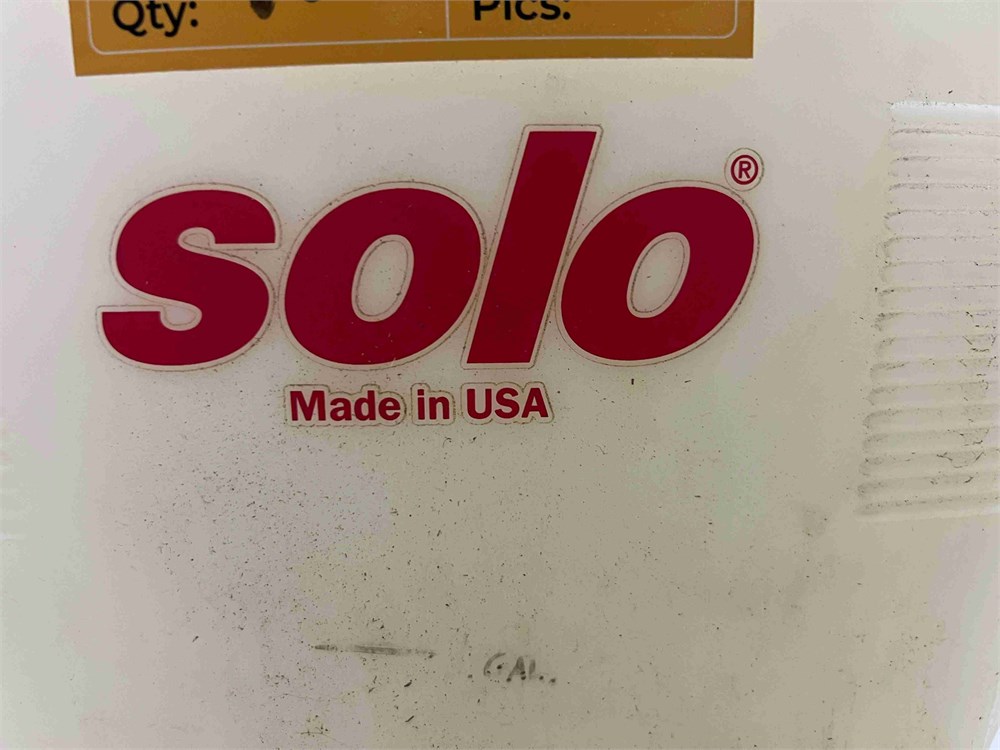 Qty:
Pics:
solo®
Made in USA
GAL.